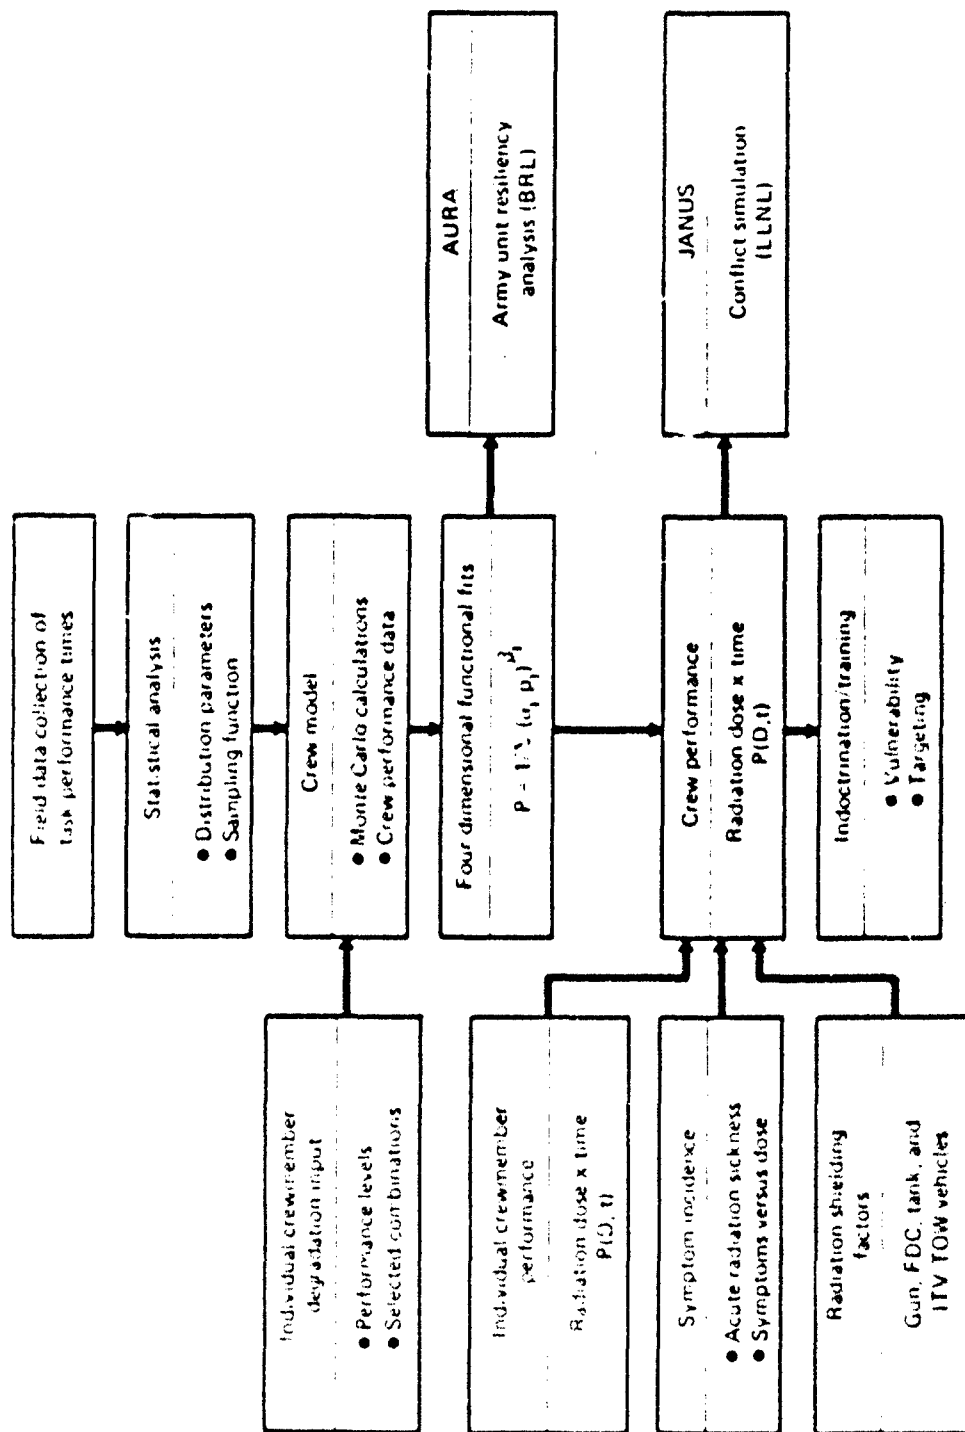 Field data collection of
task performance times
Statistical analysis
● Distribution parameters
● Sampling function
Individual crewmember
degradation input
● Performance levels
● Selected combinations
Crew model
● Monte Carlo calculations
● Crew performance data
Four dimensional functional fits
AURA
Army unit resiliency
analysis (BRL)
Individual crewmember
performance
Radiation dose x time
P(D, t)
Symptom incidence
● Acute radiation sickness
● Symptoms versus dose
Radiation shielding
factors
Gun, FDC, tank, and
ITV TOW vehicles
Crew performance
Radiation dose x time
P(D,t)
JANUS
Conflict simulation
(LLNL)
Indoctrination/training
● Vulnerability
● Targeting